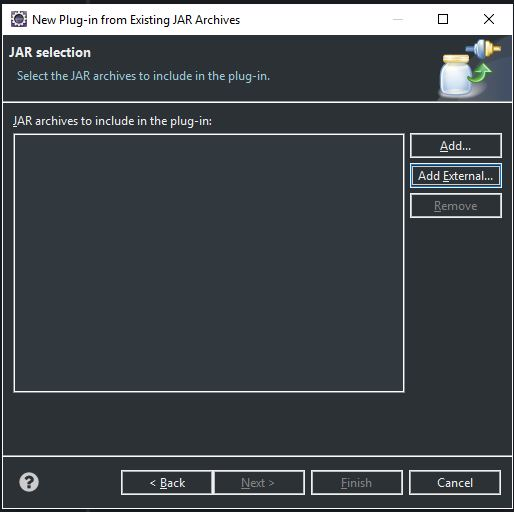 New Plug-in from Existing JAR Archives
JAR selection
Select the JAR archives to include in the plug-in.
JAR archives to include in the plug-in:
Add...
Add External...
Remove
?
< Back
Next >
Finish
Cancel